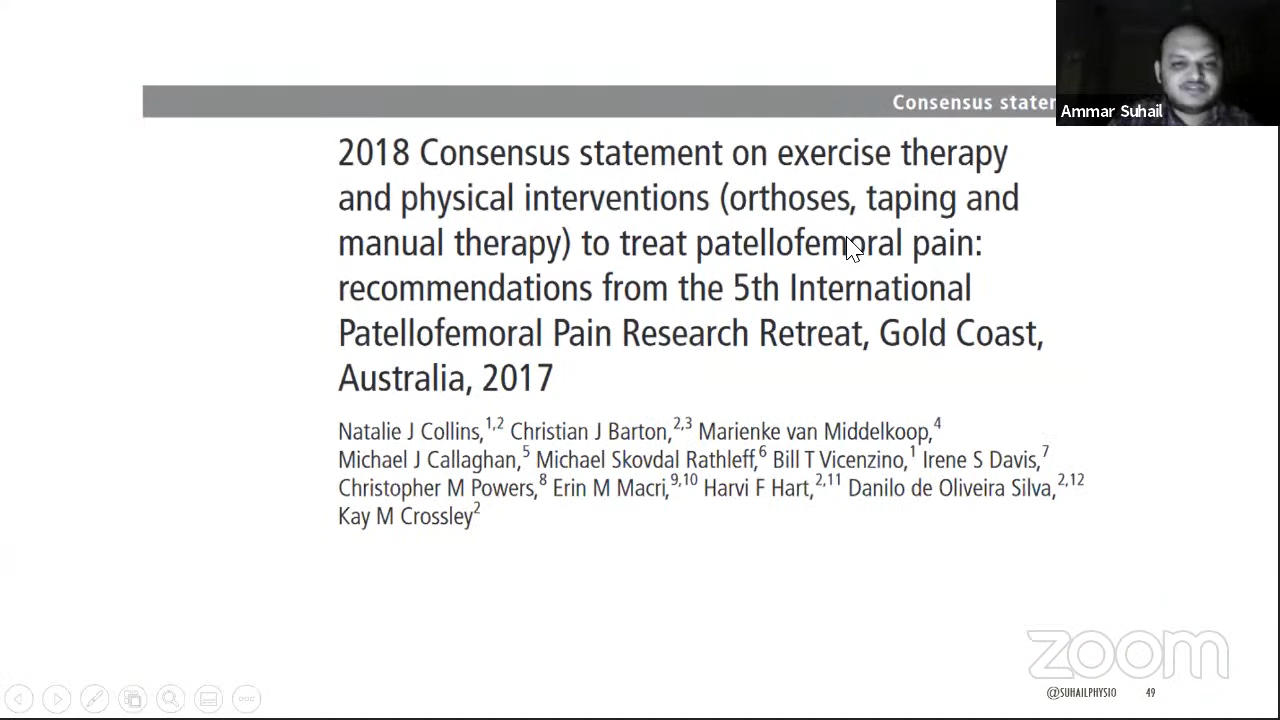 Consensus stater
Ammar Suhail
2018 Consensus statement on exercise therapy
and physical interventions (orthoses, taping and
manual therapy) to treat patellofemoral pain:
recommendations from the 5th International
Patellofemoral Pain Research Retreat, Gold Coast,
Australia, 2017
Natalie J Collins,1,2 Christian J Barton,2,3 Marienke van Middelkoop,4
Michael J Callaghan,5 Michael Skovdal Rathleff,6 Bill T Vicenzino,1 Irene S Davis,7
Christopher M Powers,8 Erin M Macri,9,10 Harvi F Hart,2,11 Danilo de Oliveira Silva,2,12
Kay M Crossley2
zoom
@SUHAILPHYSIO 49